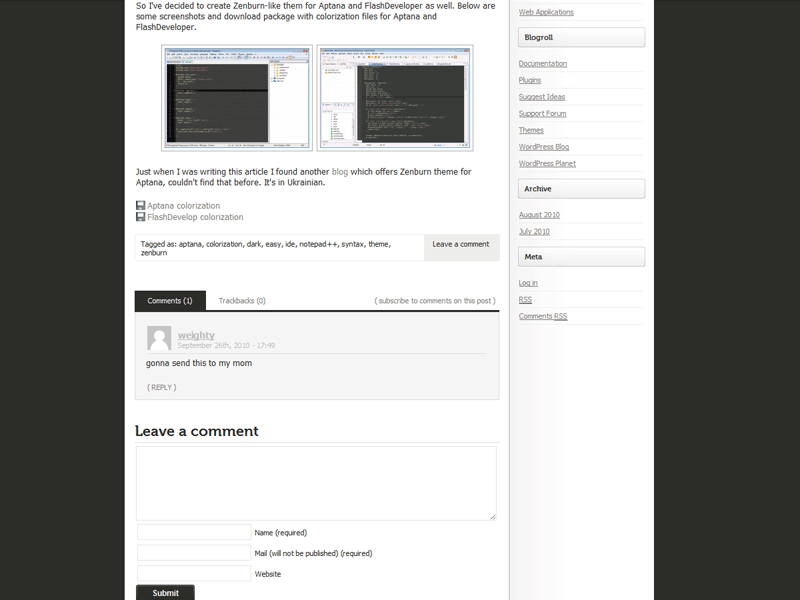 So I've decided to create Zenburn-like them for Aptana and FlashDeveloper as well. Below are
some screenshots and download package with colorization files for Aptana and
FlashDeveloper.
Just when I was writing this article I found another blog which offers Zenburn theme for
Aptana, couldn't find that before. It's in Ukrainian.
Aptana colorization
FlashDevelop colorization
Tagged as: aptana, colorization, dark, easy, ide, notepad++, syntax, theme,
zenburn
Leave a comment
Comments (1)
Trackbacks (0)
( subscribe to comments on this post )
weighty
September 26th, 2010 - 17:49
gonna send this to my mom
( REPLY )
Leave a comment
Name (required)
Mail (will not be published) (required)
Website
Submit
Web Applications
Blogroll
Documentation
Plugins
Suggest Ideas
Support Forum
Themes
WordPress Blog
WordPress Planet
Archive
August 2010
July 2010
Meta
Log in
RSS
Comments RSS